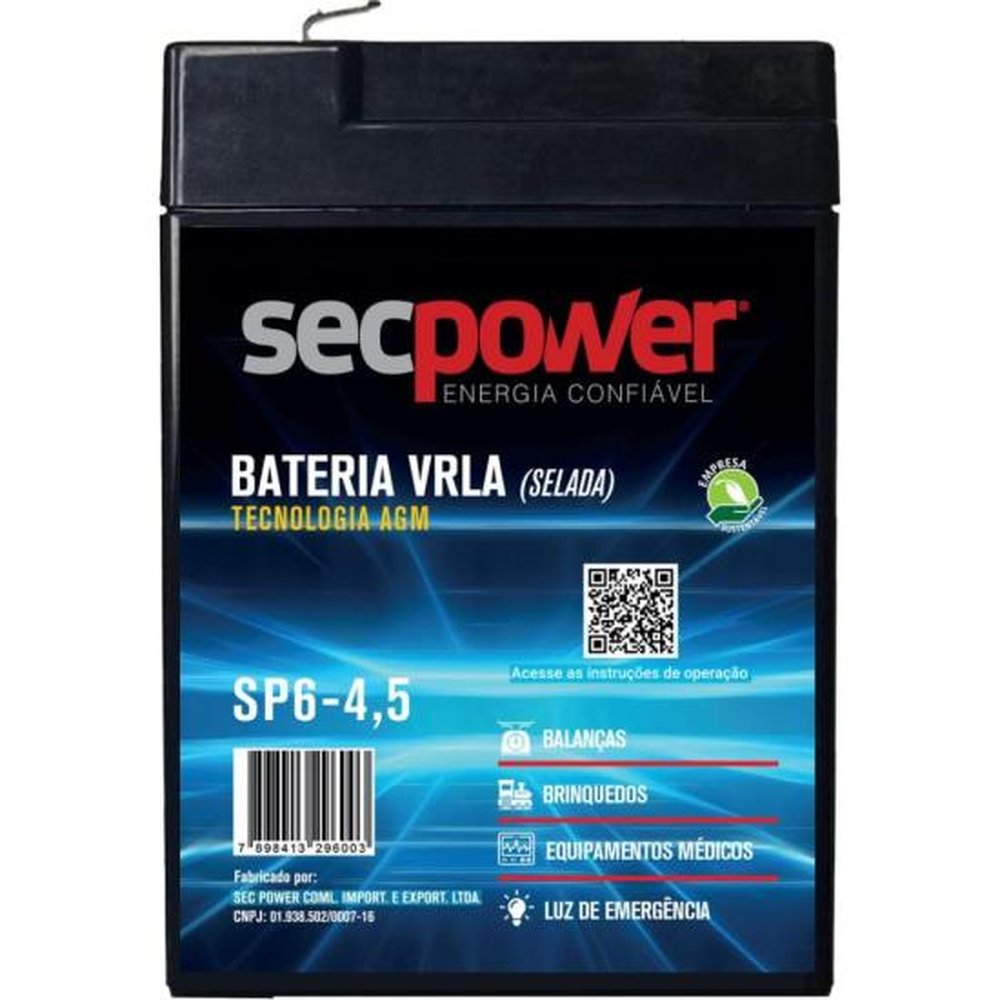 secpower
ENERGIA CONFIÁVEL
BATERIA VRLA (SELADA)
TECNOLOGIA AGM
EMPRESA
SUSTENTÁVEL
Acesse as instruções de operação
SP6-4,5
BALANÇAS
BRINQUEDOS
EQUIPAMENTOS MÉDICOS
LUZ DE EMERGÊNCIA
7 898413 296003
Fabricado por:
SEC POWER COML. IMPORT. E EXPORT. LTDA.
CNPJ: 01.938.502/0007-16